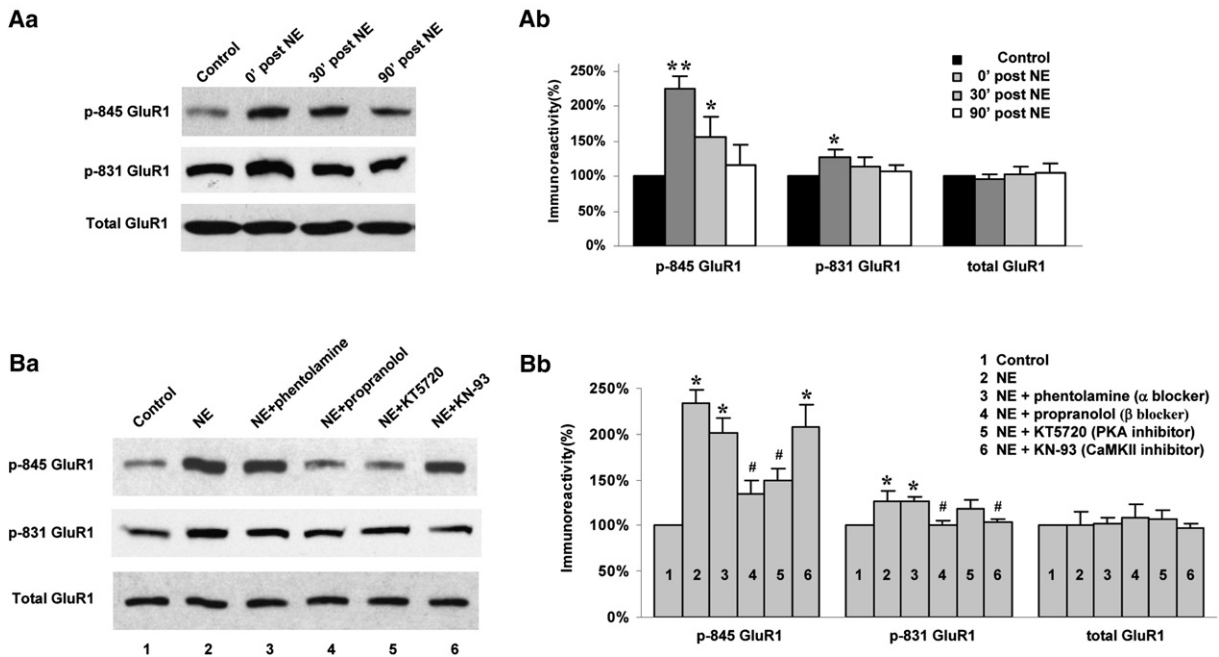 Aa
Control
0' post NE
30' post NE
90' post NE
p-845 GluR1
p-831 GluR1
Total GluR1
Ab
Immunoreactivity(%)
250%
200%
150%
100%
50%
0%
**
*
*
p-845 GluR1
p-831 GluR1
total GluR1
Control
0' post NE
30' post NE
90' post NE
Ba
Control
NE
NE+phentolamine
NE+propranolol
NE+KT5720
NE+KN-93
p-845 GluR1
p-831 GluR1
Total GluR1
1 2 3 4 5 6
Bb
1 Control
2 NE
3 NE + phentolamine (α blocker)
4 NE + propranolol (β blocker)
5 NE + KT5720 (PKA inhibitor)
6 NE + KN-93 (CaMKII inhibitor)
Immunoreactivity(%)
250%
200%
150%
100%
50%
0%
* * # # *
* * # #
1 2 3 4 5 6
1 2 3 4 5 6
1 2 3 4 5 6
p-845 GluR1
p-831 GluR1
total GluR1